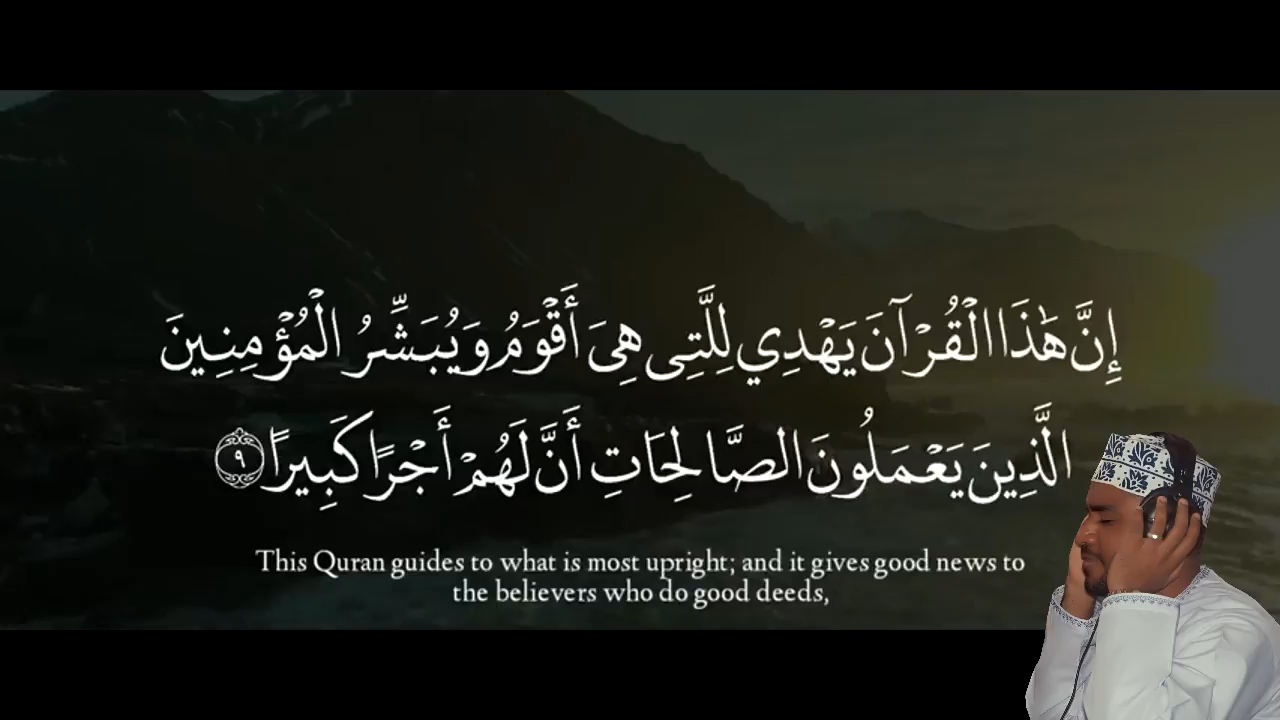 إِنَّ هَٰذَا الْقُرْآنَ يَهْدِي لِلَّتِي هِيَ أَقْوَمُ وَيُبَشِّرُ الْمُؤْمِنِينَ
الَّذِينَ يَعْمَلُونَ الصَّالِحَاتِ أَنَّ لَهُمْ أَجْرًا كَبِيرًا ٩
This Quran guides to what is most upright; and it gives good news to
the believers who do good deeds,